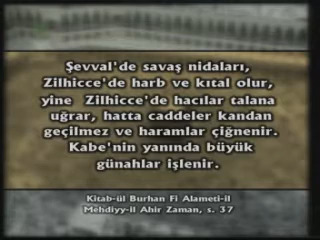 Şevval'de savaş nidaları,
Zilhicce'de harb ve kıtal olur,
yine Zilhicce'de hacılar talana
uğrar, hatta caddeler kandan
geçilmez ve haramlar çiğnenir.
Kabe'nin yanında büyük
günahlar işlenir.
Kitab-ül Burhan Fi Alameti-il
Mehdiyy-il Ahir Zaman, s. 37